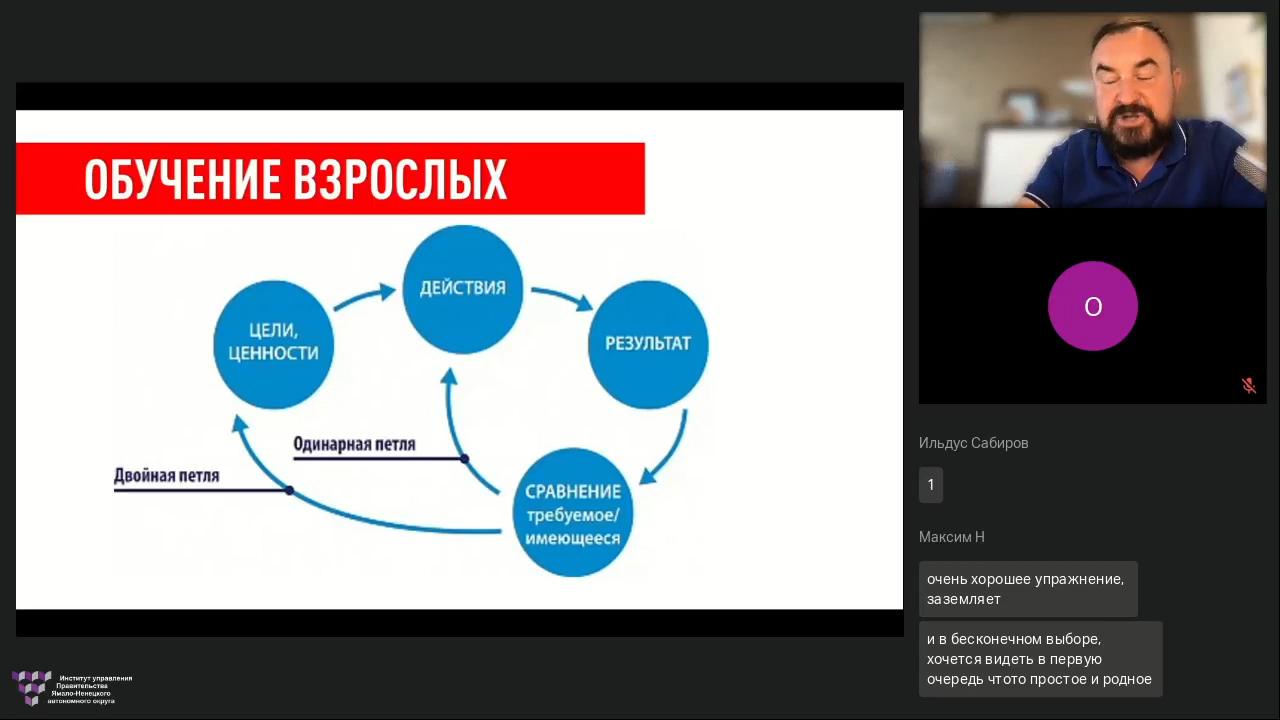 ОБУЧЕНИЕ ВЗРОСЛЫХ
ДЕЙСТВИЯ
ЦЕЛИ,
ЦЕННОСТИ
РЕЗУЛЬТАТ
Одинарная петля
Двойная петля
СРАВНЕНИЕ
требуемое/
имеющееся
Институт управления
Правительства
Ямало-Ненецкого
автономного округа
О
Ильдус Сабиров
1
Максим Н
очень хорошее упражнение,
заземляет
и в бесконечном выборе,
хочется видеть в первую
очередь чтото простое и родное